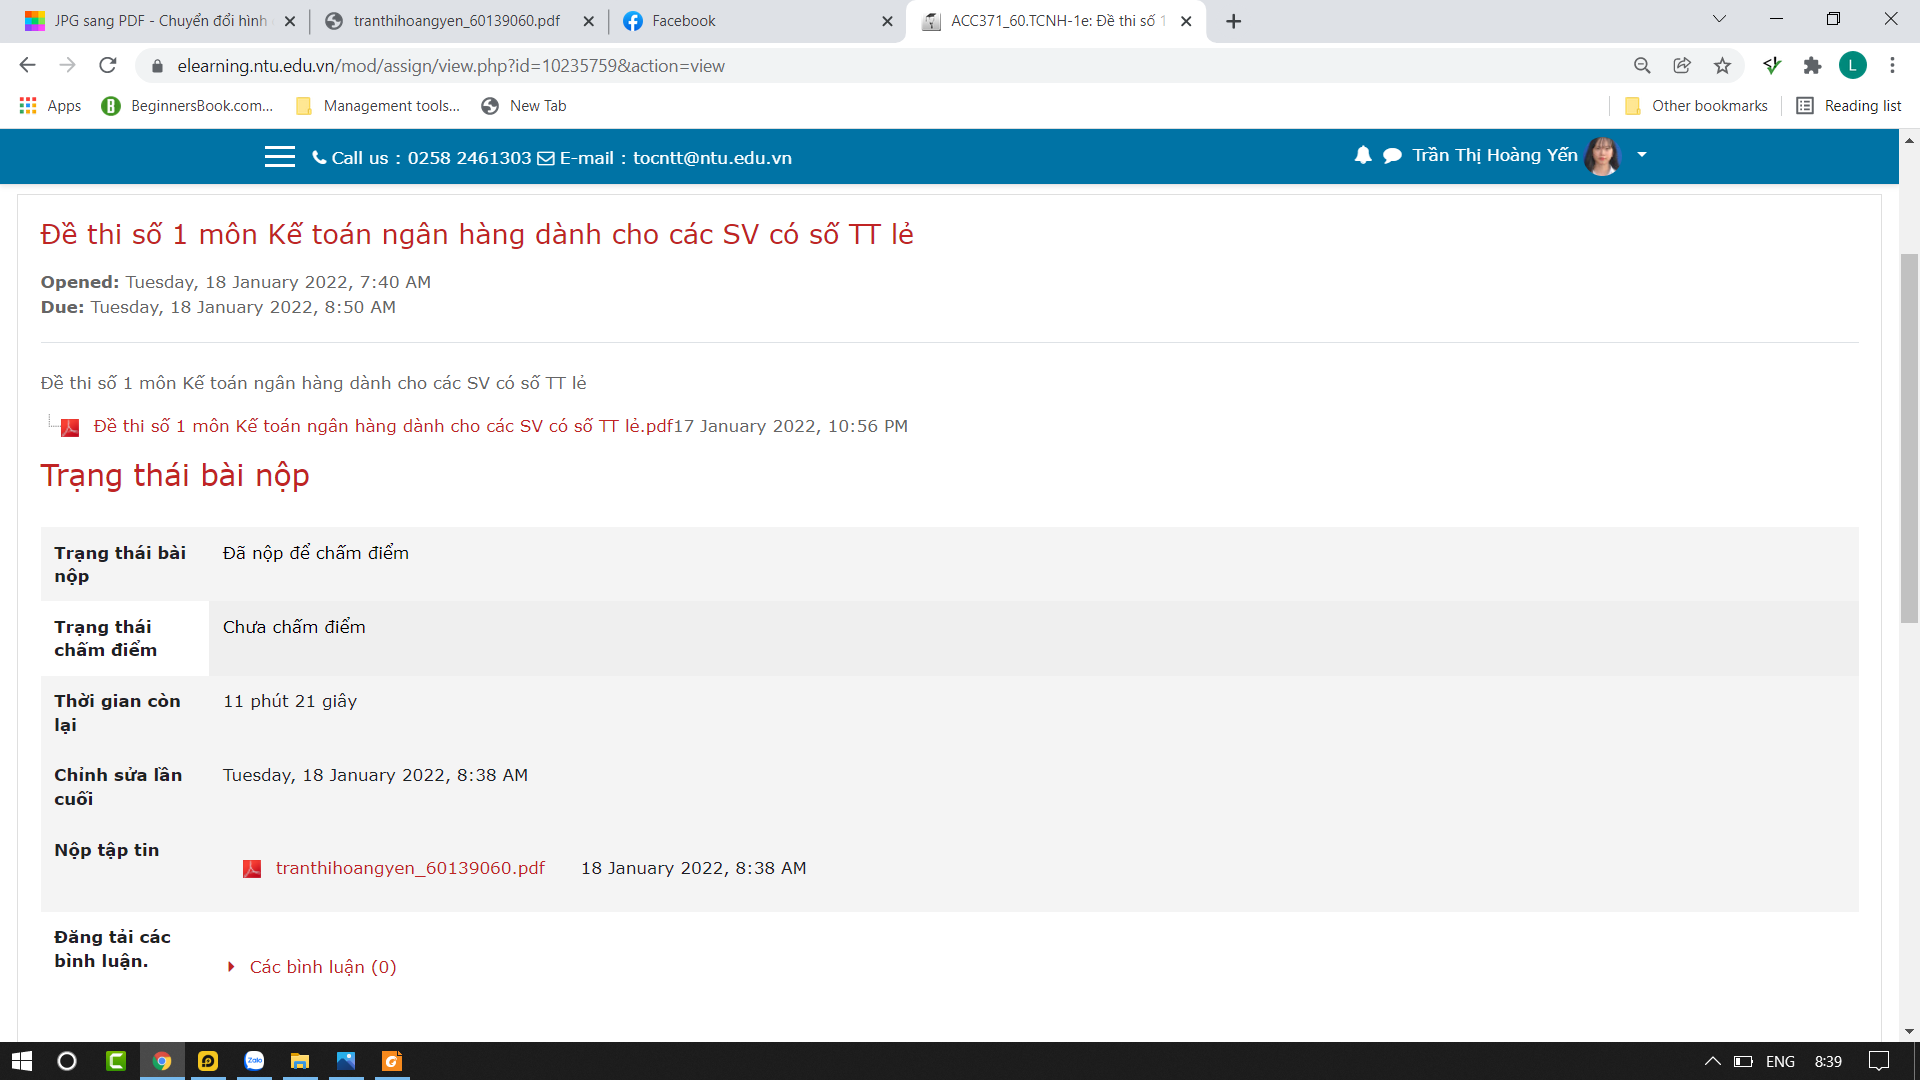 JPG sang PDF - Chuyển đổi hình
tranthihoangyen_60139060.pdf
Facebook
ACC371_60.TCNH-1e: Đề thi số 1
elearning.ntu.edu.vn/mod/assign/view.php?id=10235759&action=view
L
Apps
BeginnersBook.com...
Management tools...
New Tab
Other bookmarks
Reading list
Call us : 0258 2461303 E-mail : tocntt@ntu.edu.vn
Trần Thị Hoàng Yến
Đề thi số 1 môn Kế toán ngân hàng dành cho các SV có số TT lẻ
Opened: Tuesday, 18 January 2022, 7:40 AM
Due: Tuesday, 18 January 2022, 8:50 AM
Đề thi số 1 môn Kế toán ngân hàng dành cho các SV có số TT lẻ
Đề thi số 1 môn Kế toán ngân hàng dành cho các SV có số TT lẻ.pdf17 January 2022, 10:56 PM
Trạng thái bài nộp
Trạng thái bài nộp
Đã nộp để chấm điểm
Trạng thái chấm điểm
Chưa chấm điểm
Thời gian còn lại
11 phút 21 giây
Chỉnh sửa lần cuối
Tuesday, 18 January 2022, 8:38 AM
Nộp tập tin
tranthihoangyen_60139060.pdf 18 January 2022, 8:38 AM
Đăng tải các bình luận.
Các bình luận (0)
Zalo
ENG
8:39